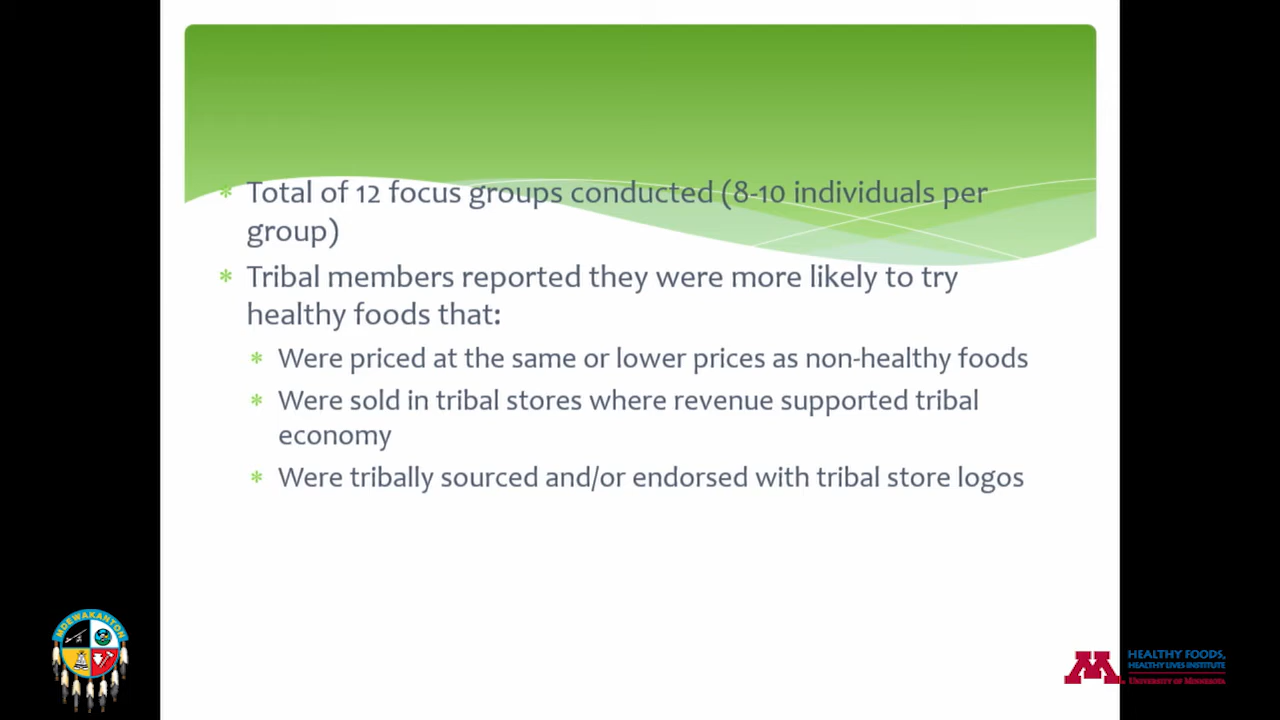 * Total of 12 focus groups conducted (8-10 individuals per
group)
* Tribal members reported they were more likely to try
healthy foods that:
* Were priced at the same or lower prices as non-healthy foods
* Were sold in tribal stores where revenue supported tribal
economy
* Were tribally sourced and/or endorsed with tribal store logos
MDEWAKANTON
M
HEALTHY FOODS,
HEALTHY LIVES INSTITUTE
UNIVERSITY OF MINNESOTA